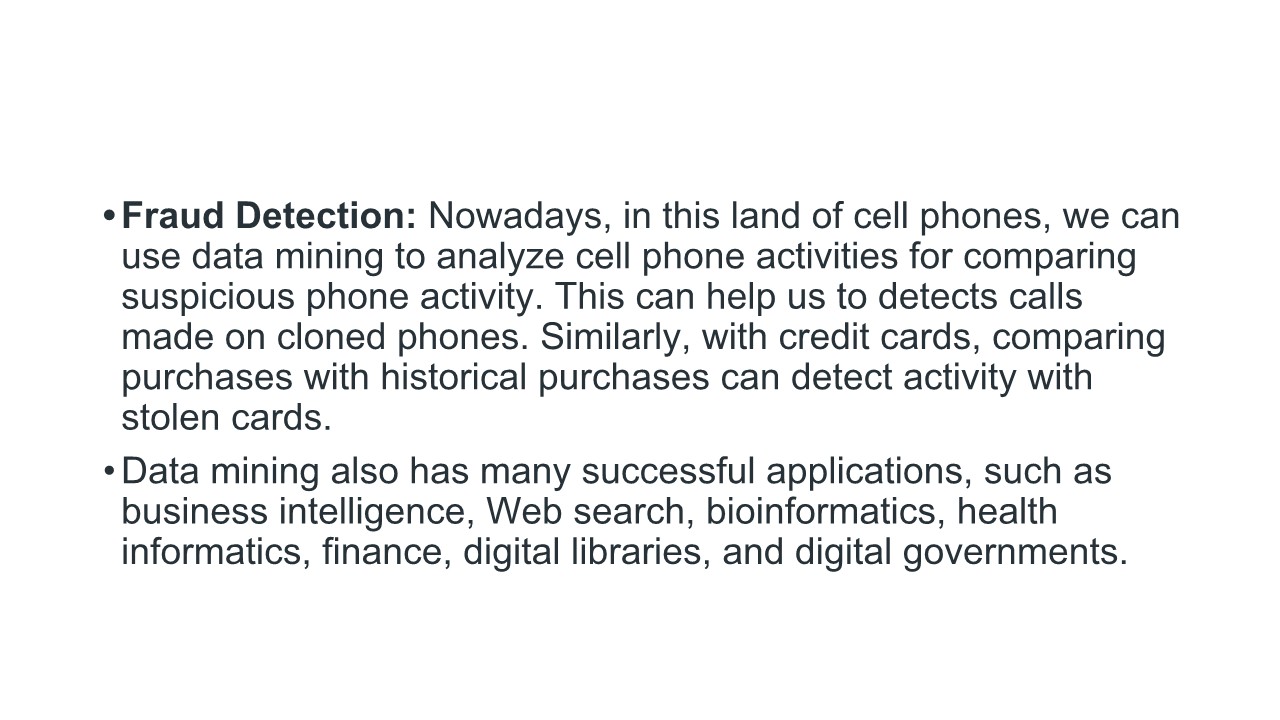 •Fraud Detection: Nowadays, in this land of cell phones, we can
use data mining to analyze cell phone activities for comparing
suspicious phone activity. This can help us to detects calls
made on cloned phones. Similarly, with credit cards, comparing
purchases with historical purchases can detect activity with
stolen cards.
•Data mining also has many successful applications, such as
business intelligence, Web search, bioinformatics, health
informatics, finance, digital libraries, and digital governments.